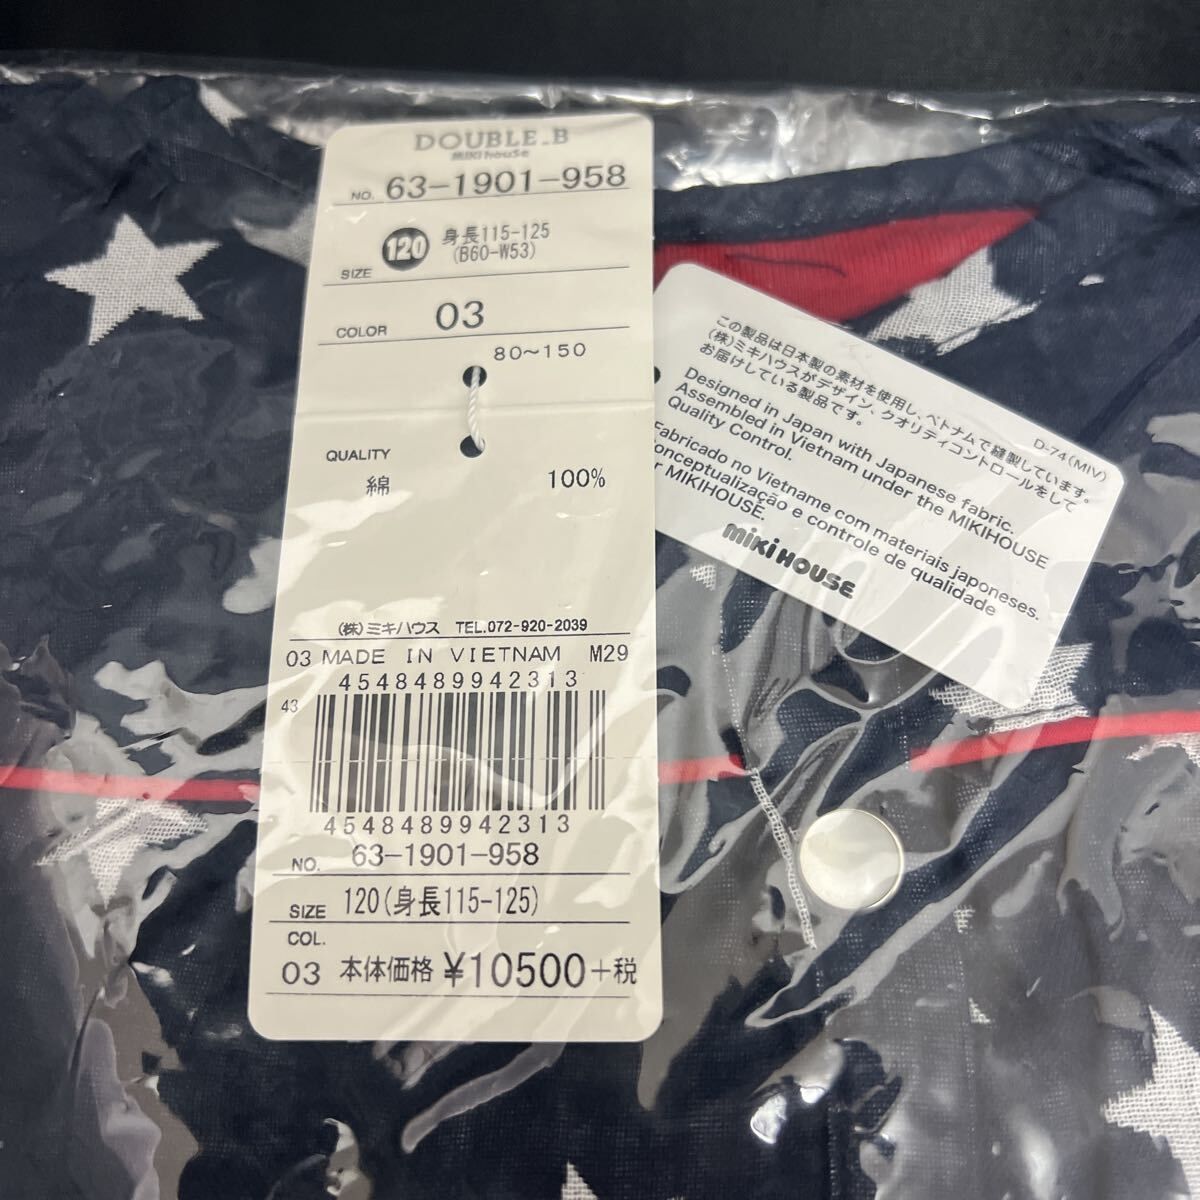 DOUBLE_B
MIKI HOUSE
NO. 63-1901-958
SIZE 120 身長115-125
(B60-W53)
COLOR 03
80〜150
QUALITY
綿 100%
(株)ミキハウス TEL.072-920-2039
03 MADE IN VIETNAM M29
4548489942313
43
4548489942313
NO. 63-1901-958
SIZE 120(身長115-125)
COL.
03 本体価格 ¥10500+税
D-74(MIV)
この製品は日本製の素材を使用し、ベトナムで縫製しています。
(株)ミキハウスがデザイン、クオリティコントロールをして
お届けしている製品です。
Designed in Japan with Japanese fabric.
Assembled in Vietnam under the MIKIHOUSE
Quality Control.
Fabricado no Vietname com materiais japoneses.
onceptualização e controle de qualidade
r MIKIHOUSE.
MIKI HOUSE